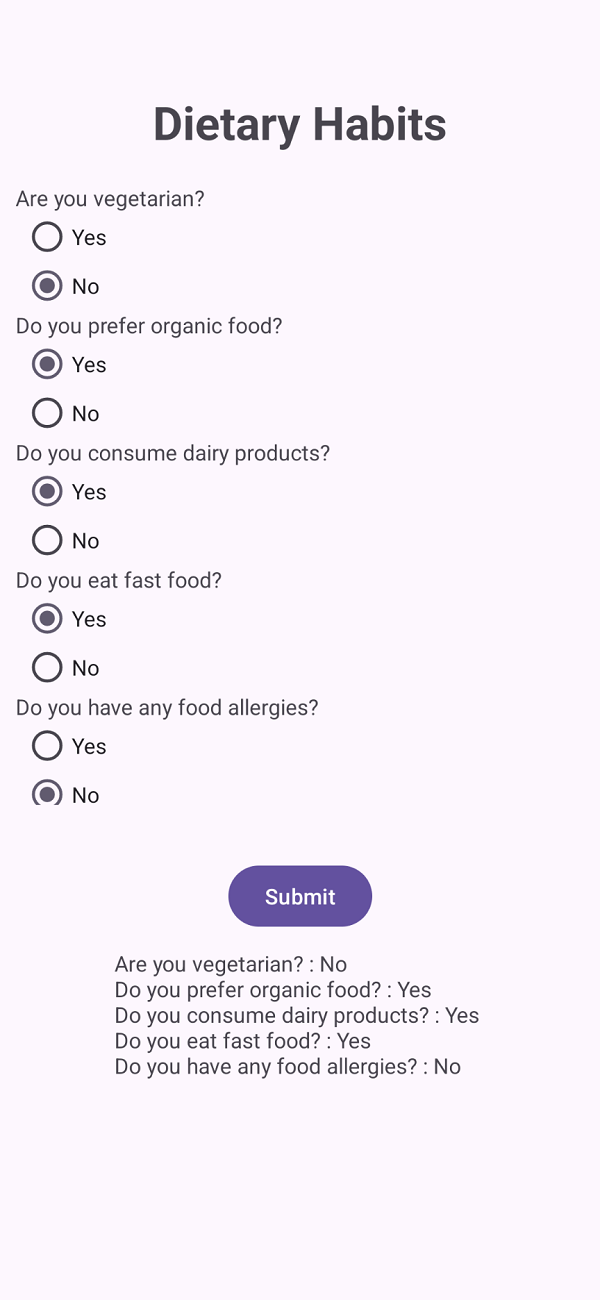 Dietary Habits
Are you vegetarian?
Yes
No
Do you prefer organic food?
Yes
No
Do you consume dairy products?
Yes
No
Do you eat fast food?
Yes
No
Do you have any food allergies?
Yes
No
Submit
Are you vegetarian? : No
Do you prefer organic food? : Yes
Do you consume dairy products? : Yes
Do you eat fast food? : Yes
Do you have any food allergies? : No